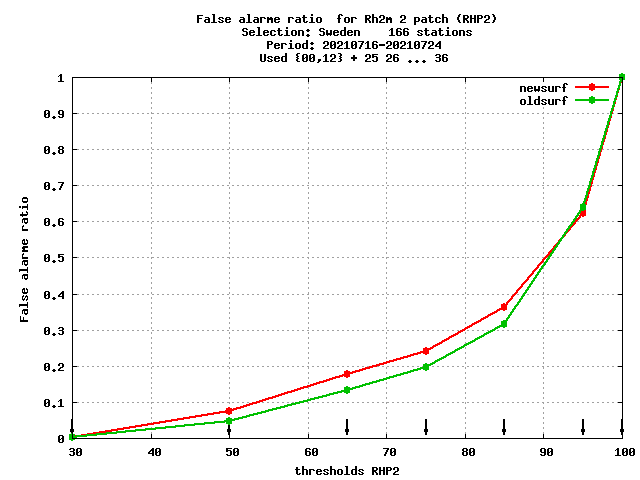 False alarme ratio for Rh2m 2 patch (RHP2)
Selection: Sweden 166 stations
Period: 20210716-20210724
Used {00,12} + 25 26 ... 36
newsurf
oldsurf
1
0.9
0.8
0.7
0.6
0.5
0.4
0.3
0.2
0.1
0
False alarme ratio
30 40 50 60 70 80 90 100
thresholds RHP2